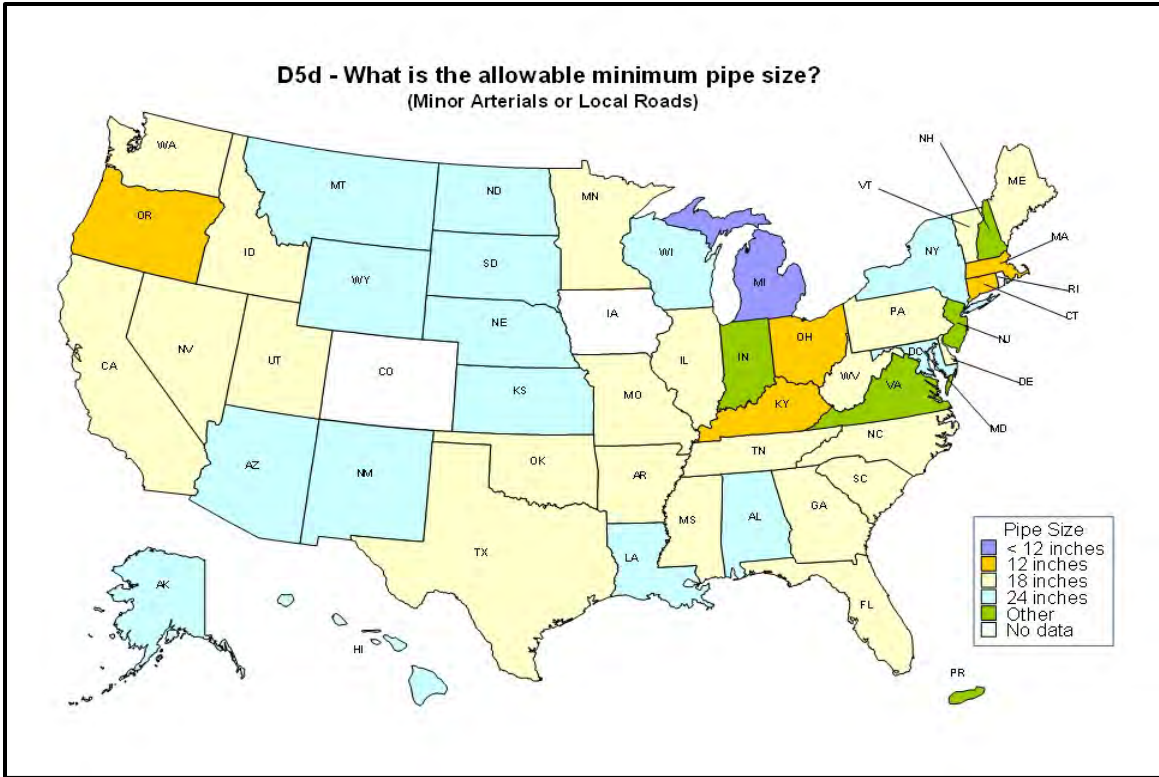 D5d - What is the allowable minimum pipe size?
(Minor Arterials or Local Roads)
NH
WA
VT
ME
MT
ND
MN
OR
MA
ID
WI
NY
SD
WY
MI
RI
CT
IA
PA
NE
NJ
OH
IL
IN
NV
UT
DC
CA
CO
WV
DE
VA
KS
MO
KY
MD
NC
TN
OK
AZ
NM
AR
SC
MS
AL
GA
TX
LA
AK
FL
HI
PR
Pipe Size
< 12 inches
12 inches
18 inches
24 inches
Other
No data